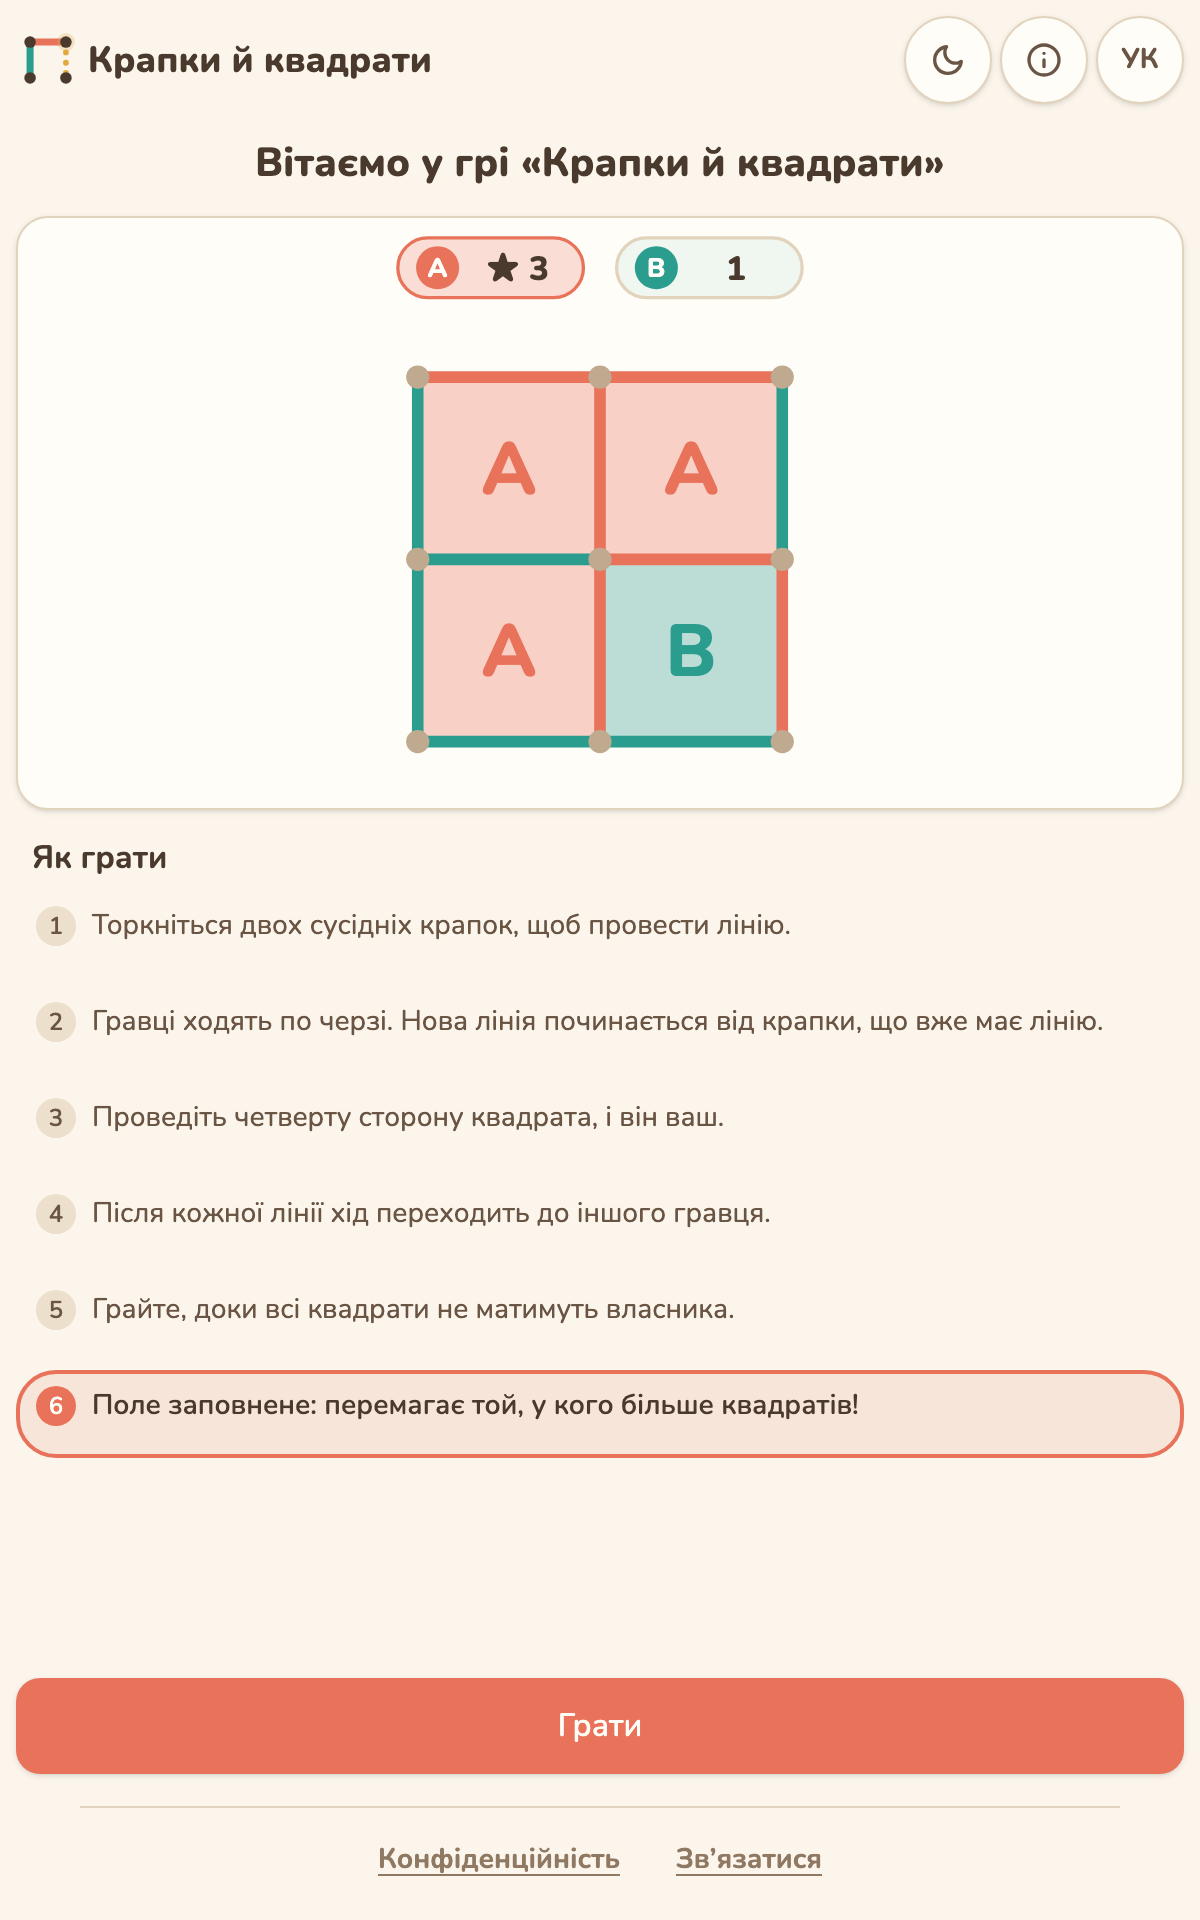 Крапки й квадрати
УК
Вітаємо у грі «Крапки й квадрати»
A ★ 3
B 1
A A
A B
Як грати
1 Торкніться двох сусідніх крапок, щоб провести лінію.
2 Гравці ходять по черзі. Нова лінія починається від крапки, що вже має лінію.
3 Проведіть четверту сторону квадрата, і він ваш.
4 Після кожної лінії хід переходить до іншого гравця.
5 Грайте, доки всі квадрати не матимуть власника.
6 Поле заповнене: перемагає той, у кого більше квадратів!
Грати
Конфіденційність Зв’язатися